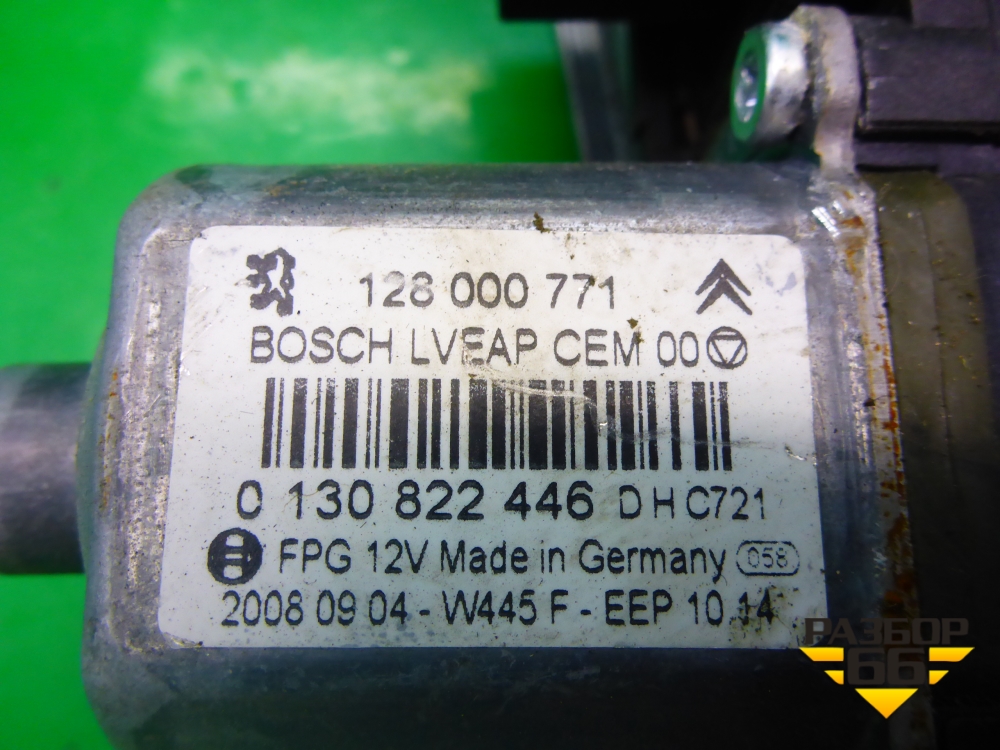 128 000 771
BOSCH LVEAP CEM 00
0 130 822 446 D H C721
FPG 12V Made in Germany 058
2008 09 04 - W445 F - EEP 10 14
РАЗБОР
66